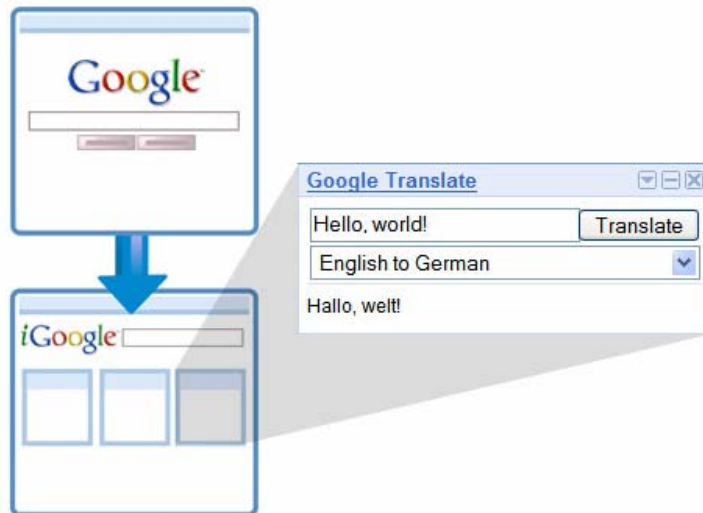 Google
Google Translate
Hello, world!
Translate
English to German
Hallo, welt!
iGoogle